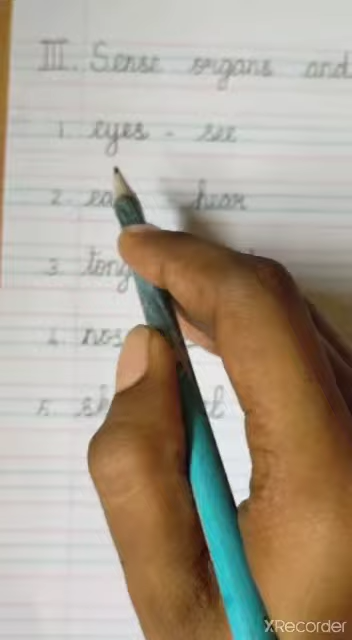 III. Sense organs and
1. eyes - see
2. ea hear
3. tong
4. nos
5. sk
XRecorder